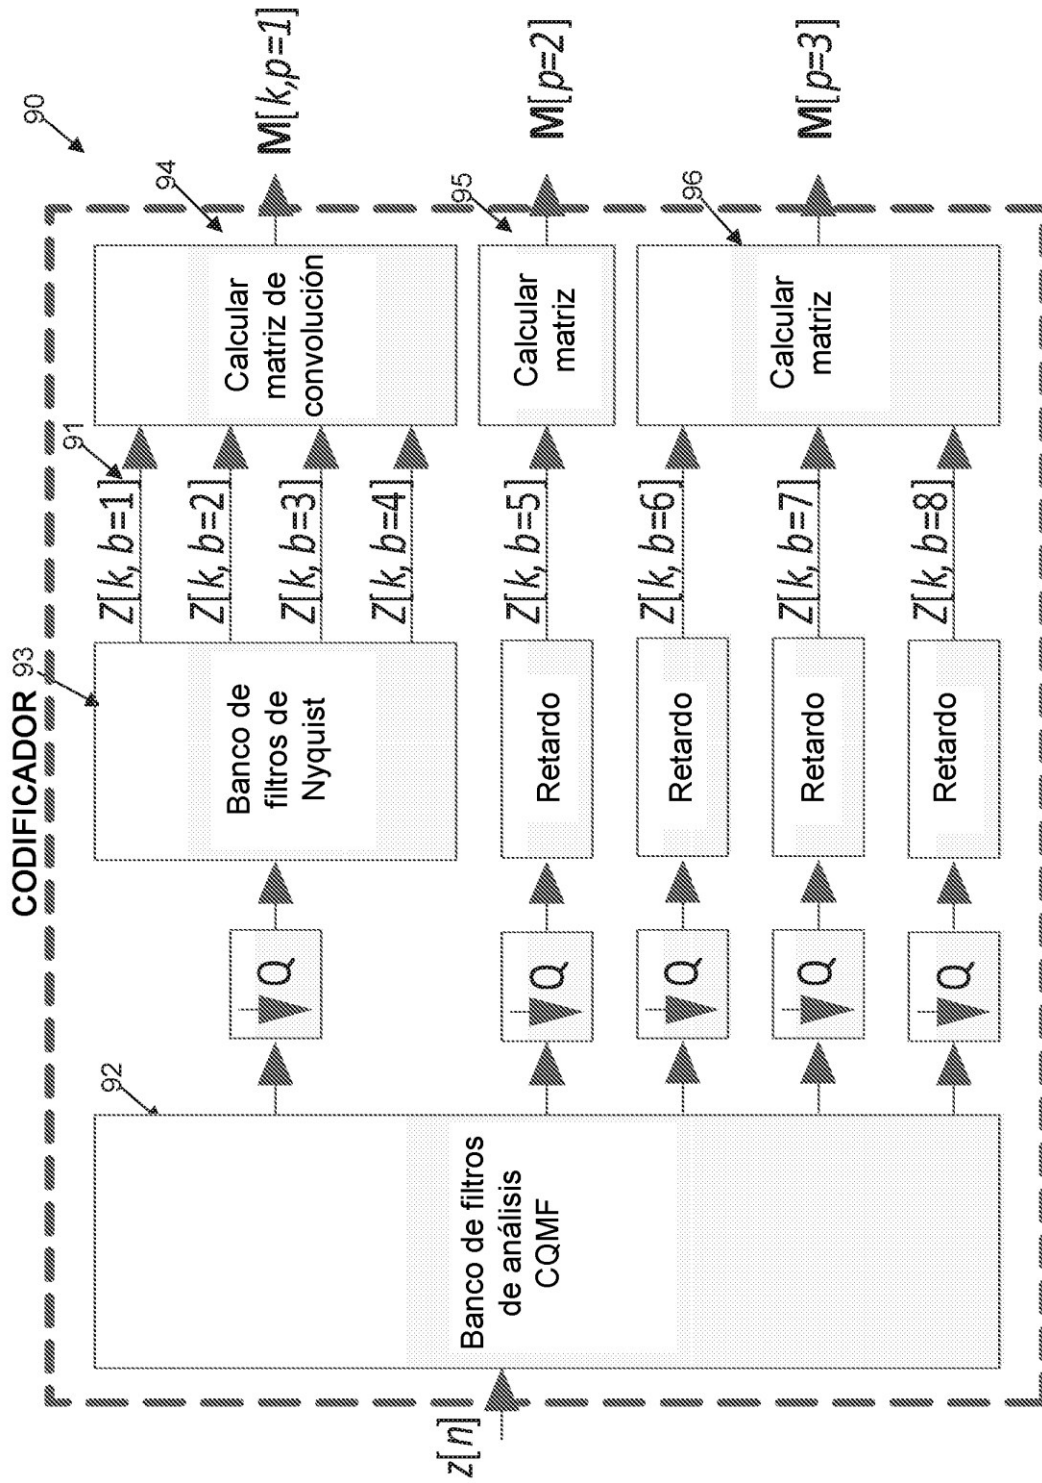 CODIFICADOR
90
z[n]
92
Banco de filtros
de análisis
CQMF
Q
Q
Q
Q
Q
93
Banco de
filtros de
Nyquist
Retardo
Retardo
Retardo
Retardo
91
Z[k, b=1]
Z[k, b=2]
Z[k, b=3]
Z[k, b=4]
Z[k, b=5]
Z[k, b=6]
Z[k, b=7]
Z[k, b=8]
94
Calcular
matriz de
convolución
95
Calcular
matriz
96
Calcular
matriz
M[k,p=1]
M[p=2]
M[p=3]